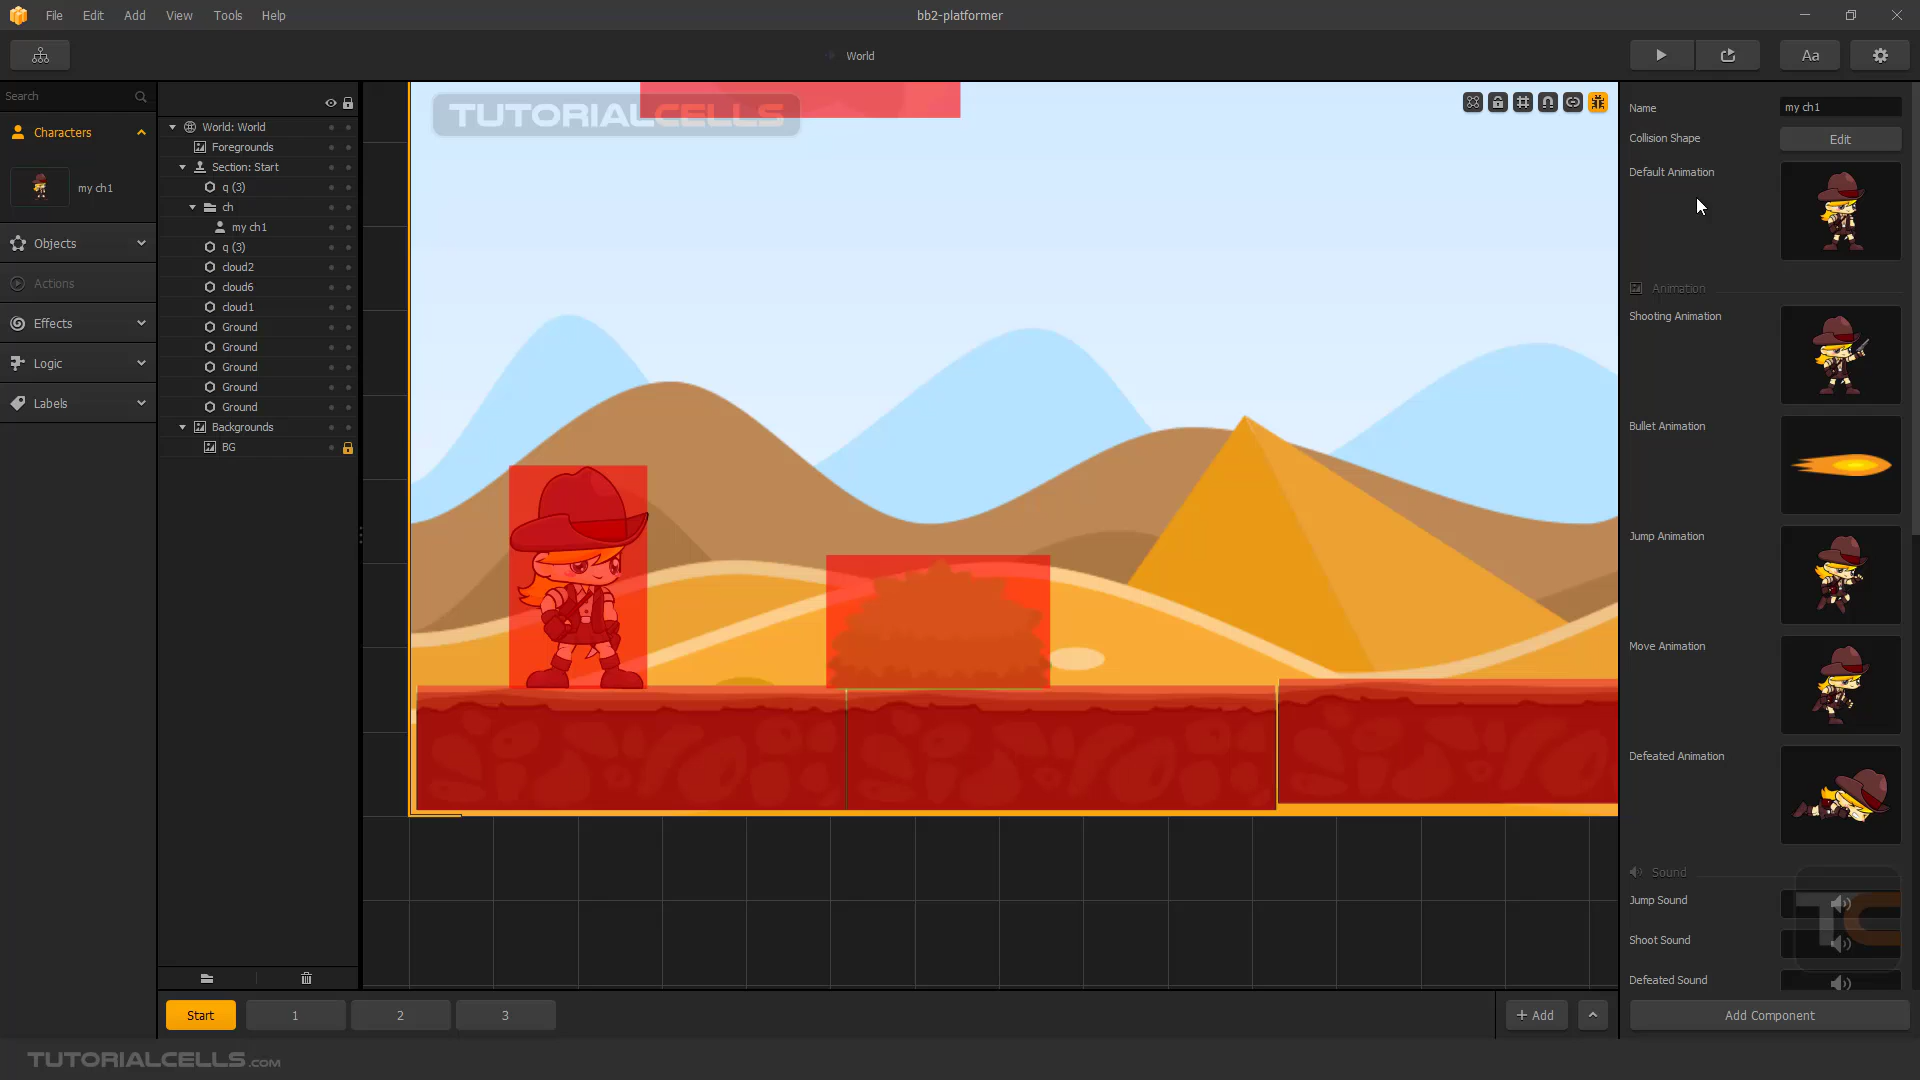 File Edit Add View Tools Help
bb2-platformer
World
Aa
Search
Characters
my ch1
Objects
Actions
Effects
Logic
Labels
World: World
Foregrounds
Section: Start
q (3)
ch
my ch1
q (3)
cloud2
cloud6
cloud1
Ground
Ground
Ground
Ground
Ground
Backgrounds
BG
TUTORIALCELLS
Name
my ch1
Collision Shape
Edit
Default Animation
Animation
Shooting Animation
Bullet Animation
Jump Animation
Move Animation
Defeated Animation
Sound
Jump Sound
Shoot Sound
Defeated Sound
TC
Start
1
2
3
+ Add
Add Component
TUTORIALCELLS.COM